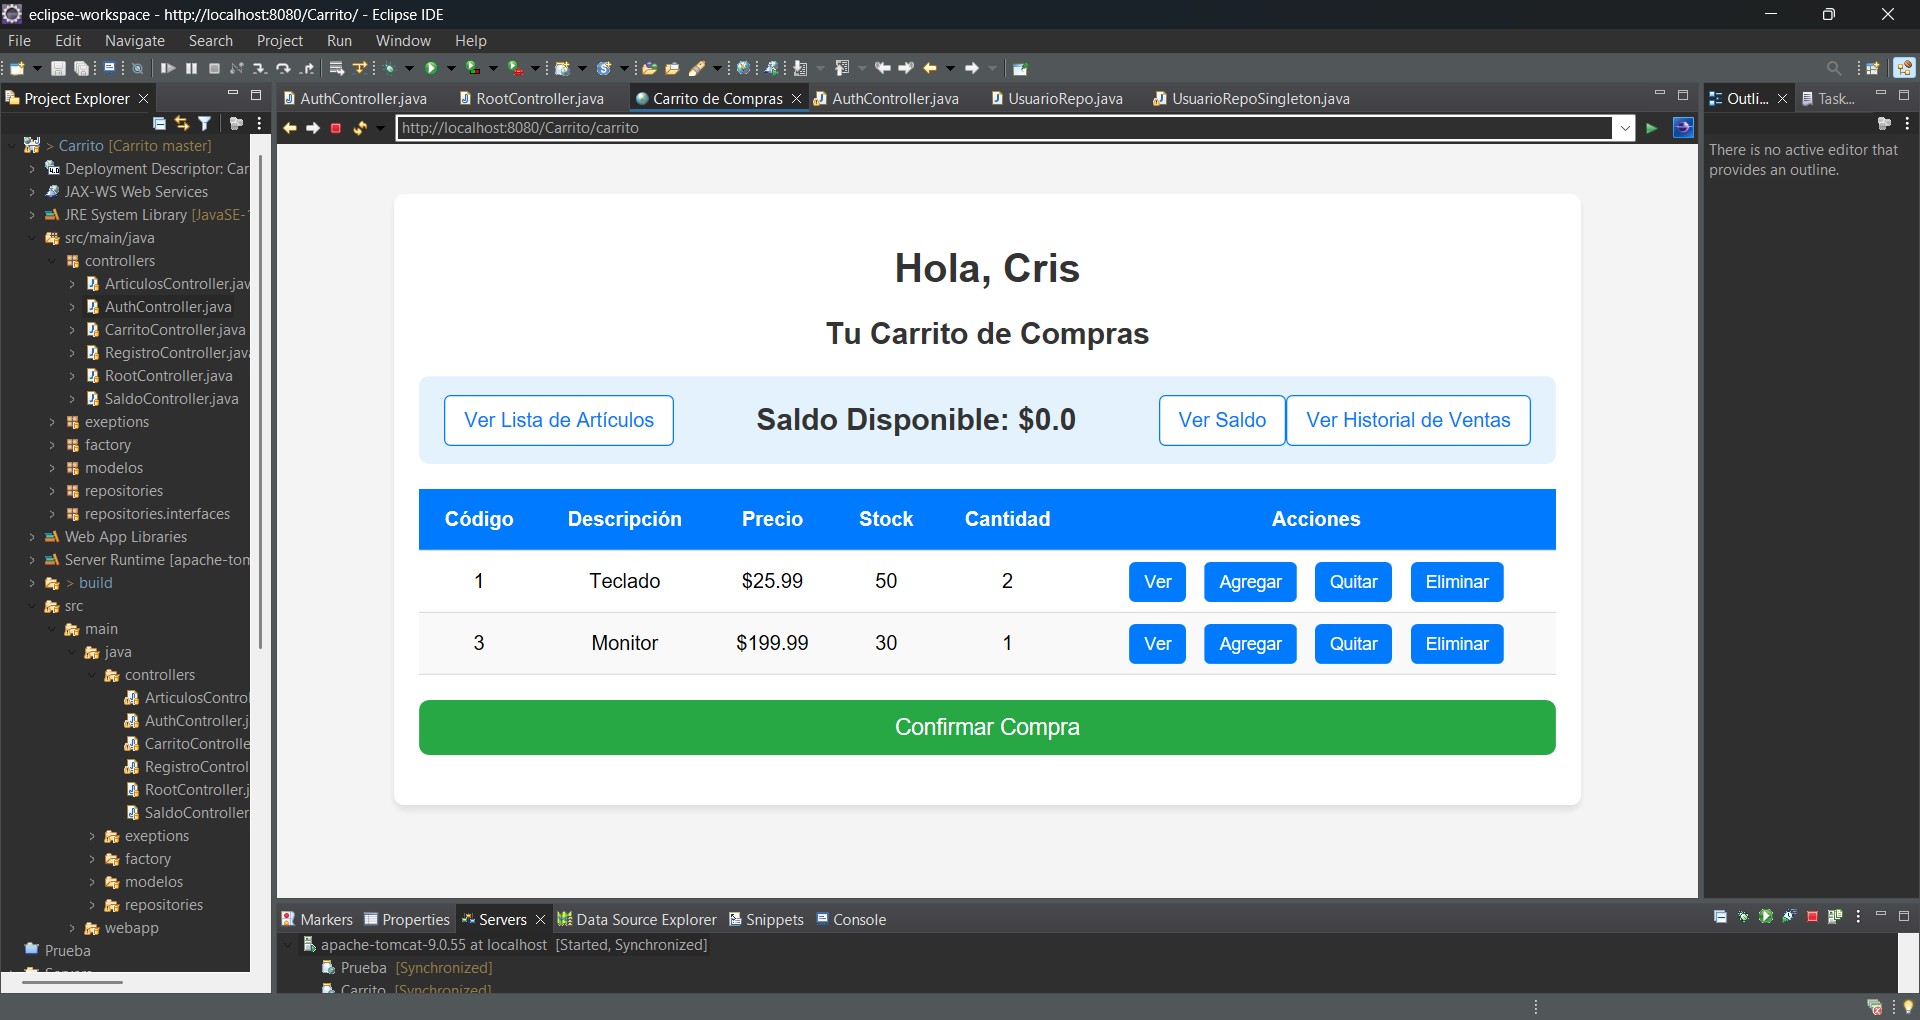 eclipse-workspace - http://localhost:8080/Carrito/ - Eclipse IDE
File Edit Navigate Search Project Run Window Help
Project Explorer
AuthController.java RootController.java Carrito de Compras AuthController.java UsuarioRepo.java UsuarioRepoSingleton.java
Outli... Task...
http://localhost:8080/Carrito/carrito
There is no active editor that
provides an outline.
> Carrito [Carrito master]
Deployment Descriptor: Car
JAX-WS Web Services
JRE System Library [JavaSE-
src/main/java
controllers
ArticulosController.jav
AuthController.java
CarritoController.java
RegistroController.java
RootController.java
SaldoController.java
exeptions
factory
modelos
repositories
repositories.interfaces
Web App Libraries
Server Runtime [apache-tom
> build
src
main
java
controllers
ArticulosControl
AuthController.j
CarritoControlle
RegistroControl
RootController.j
SaldoController
exeptions
factory
modelos
repositories
webapp
Prueba
Hola, Cris
Tu Carrito de Compras
Ver Lista de Artículos Saldo Disponible: $0.0 Ver Saldo Ver Historial de Ventas
Código Descripción Precio Stock Cantidad Acciones
1 Teclado $25.99 50 2 Ver Agregar Quitar Eliminar
3 Monitor $199.99 30 1 Ver Agregar Quitar Eliminar
Confirmar Compra
Markers Properties Servers Data Source Explorer Snippets Console
apache-tomcat-9.0.55 at localhost [Started, Synchronized]
Prueba [Synchronized]
Carrito [Synchronized]